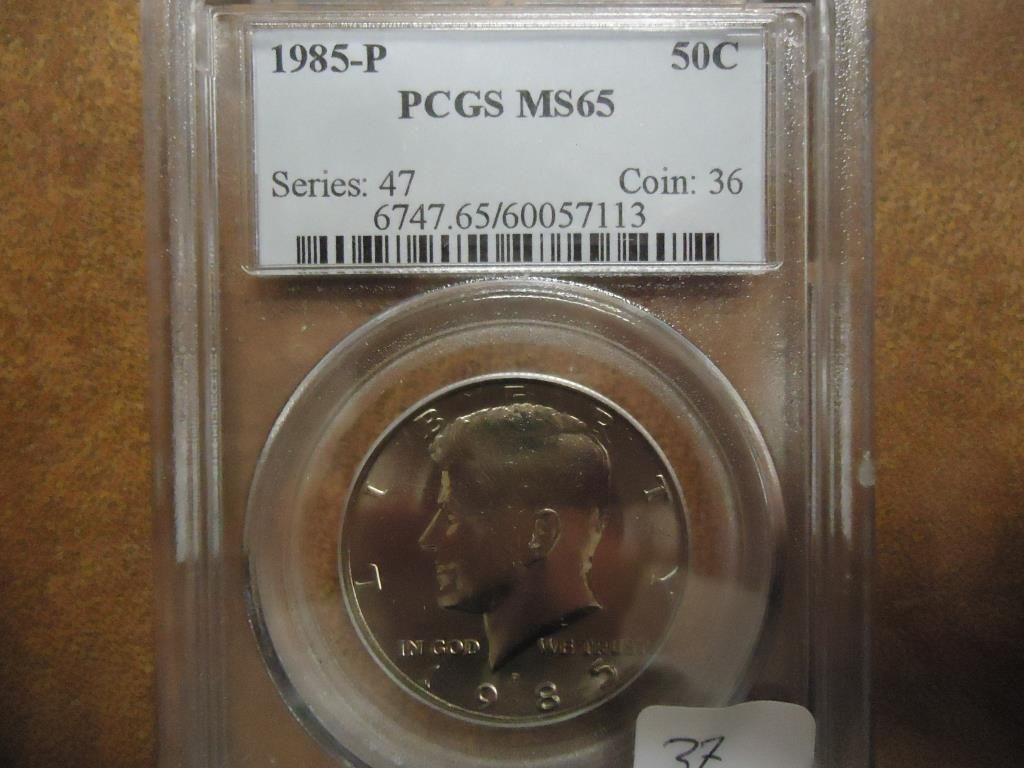 1985-P 50C
PCGS MS65
Series: 47 Coin: 36
6747.65/60057113
LIBERTY
IN GOD WE TRUST
P
1985
37